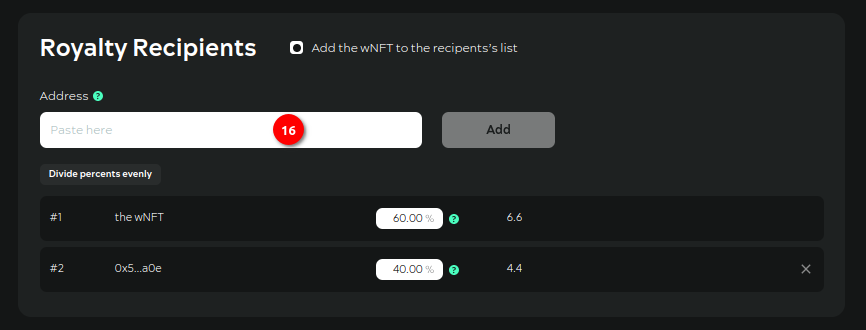 Royalty Recipients Add the wNFT to the recipents's list
Address ?
Paste here 16 Add
Divide percents evenly
#1 the wNFT 60.00 % ? 6.6
#2 0x5...a0e 40.00 % ? 4.4 ×